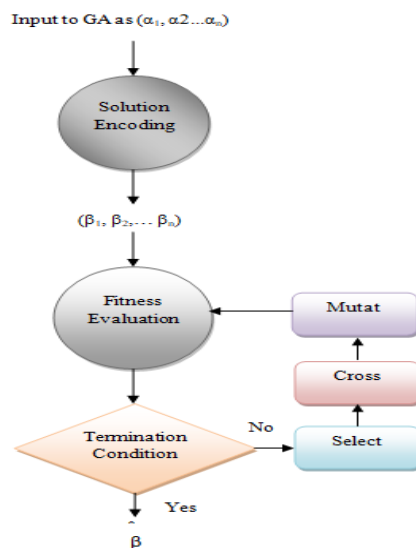 Input to GA as (α₁, α2...αₙ)
Solution
Encoding
(β₁, β₂,... βₙ)
Fitness
Evaluation
Mutat
Cross
Termination
Condition
No
Select
Yes
β̂